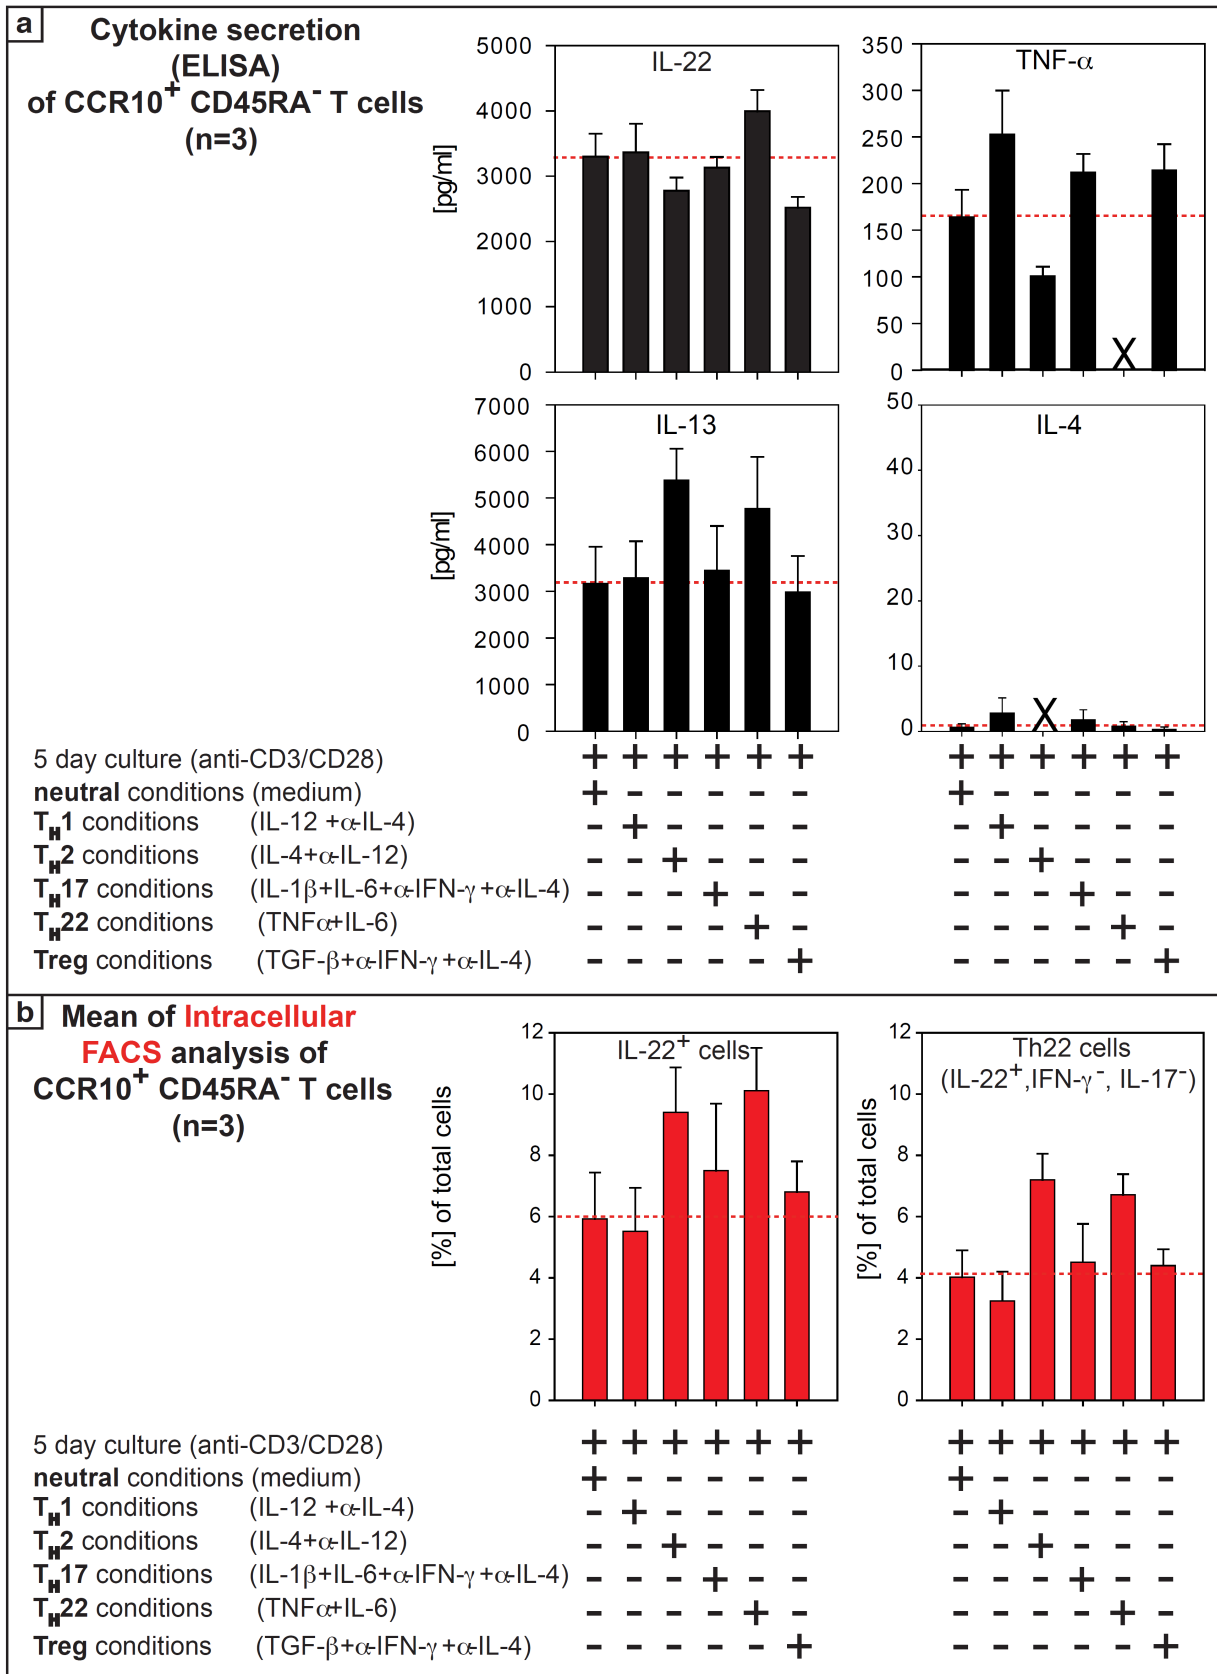 a
Cytokine secretion
(ELISA)
of CCR10+ CD45RA- T cells
(n=3)
IL-22
[pg/ml]
5000
4000
3000
2000
1000
0
TNF-α
350
300
250
200
150
100
50
0
X
IL-13
[pg/ml]
7000
6000
5000
4000
3000
2000
1000
0
IL-4
50
40
30
20
10
0
X
5 day culture (anti-CD3/CD28) + + + + + + + + + + + +
neutral conditions (medium) + - - - - - + - - - - -
TH1 conditions (IL-12 +α-IL-4) - + - - - - - + - - - -
TH2 conditions (IL-4+α-IL-12) - - + - - - - - + - - -
TH17 conditions (IL-1β+IL-6+α-IFN-γ+α-IL-4) - - - + - - - - - + - -
TH22 conditions (TNFα+IL-6) - - - - + - - - - - + -
Treg conditions (TGF-β+α-IFN-γ+α-IL-4) - - - - - + - - - - - +
b
Mean of Intracellular
FACS analysis of
CCR10+ CD45RA- T cells
(n=3)
IL-22+ cells
[%] of total cells
12
10
8
6
4
2
0
Th22 cells
(IL-22+,IFN-γ-, IL-17-)
[%] of total cells
12
10
8
6
4
2
0
5 day culture (anti-CD3/CD28) + + + + + + + + + + + +
neutral conditions (medium) + - - - - - + - - - - -
TH1 conditions (IL-12 +α-IL-4) - + - - - - - + - - - -
TH2 conditions (IL-4+α-IL-12) - - + - - - - - + - - -
TH17 conditions (IL-1β+IL-6+α-IFN-γ+α-IL-4) - - - + - - - - - + - -
TH22 conditions (TNFα+IL-6) - - - - + - - - - - + -
Treg conditions (TGF-β+α-IFN-γ+α-IL-4) - - - - - + - - - - - +